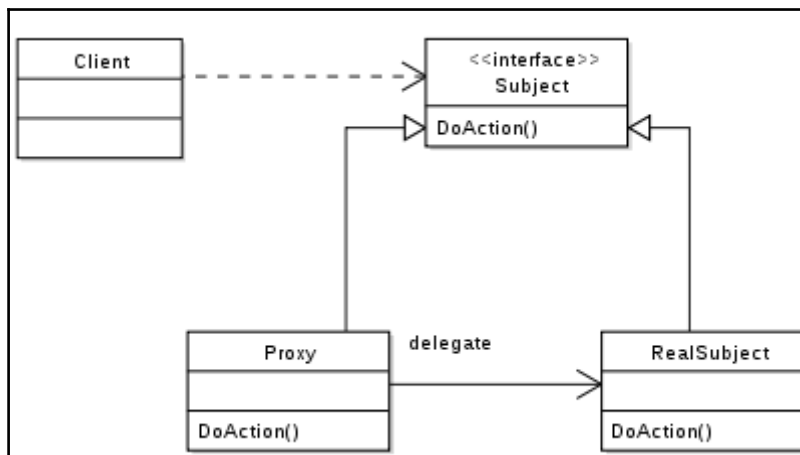 Client
<<interface>>
Subject
DoAction()
delegate
Proxy
RealSubject
DoAction()
DoAction()